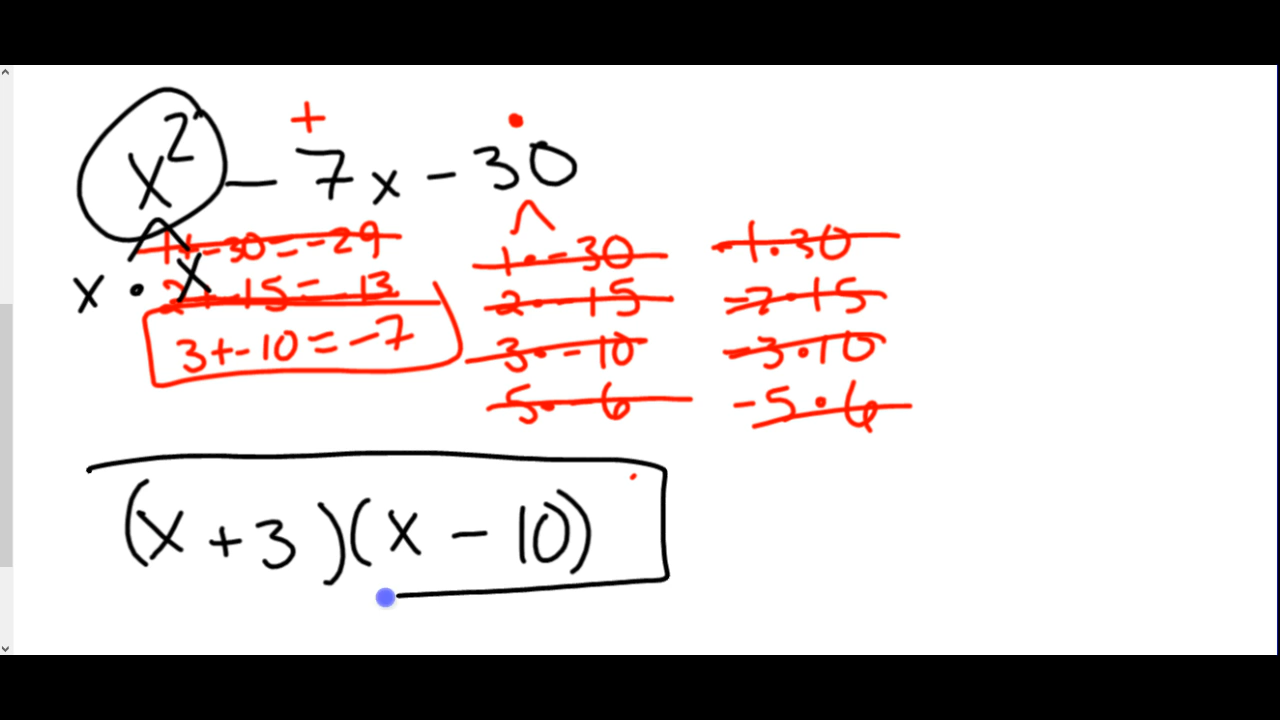 + •
x² - 7x - 30
1 + -30 = -29
1 · -30
-1 · 30
x · x
2 + -15 = -13
2 · -15
-2 · 15
3 + -10 = -7
3 · -10
-3 · 10
5 · -6
-5 · 6
(x + 3)(x - 10)